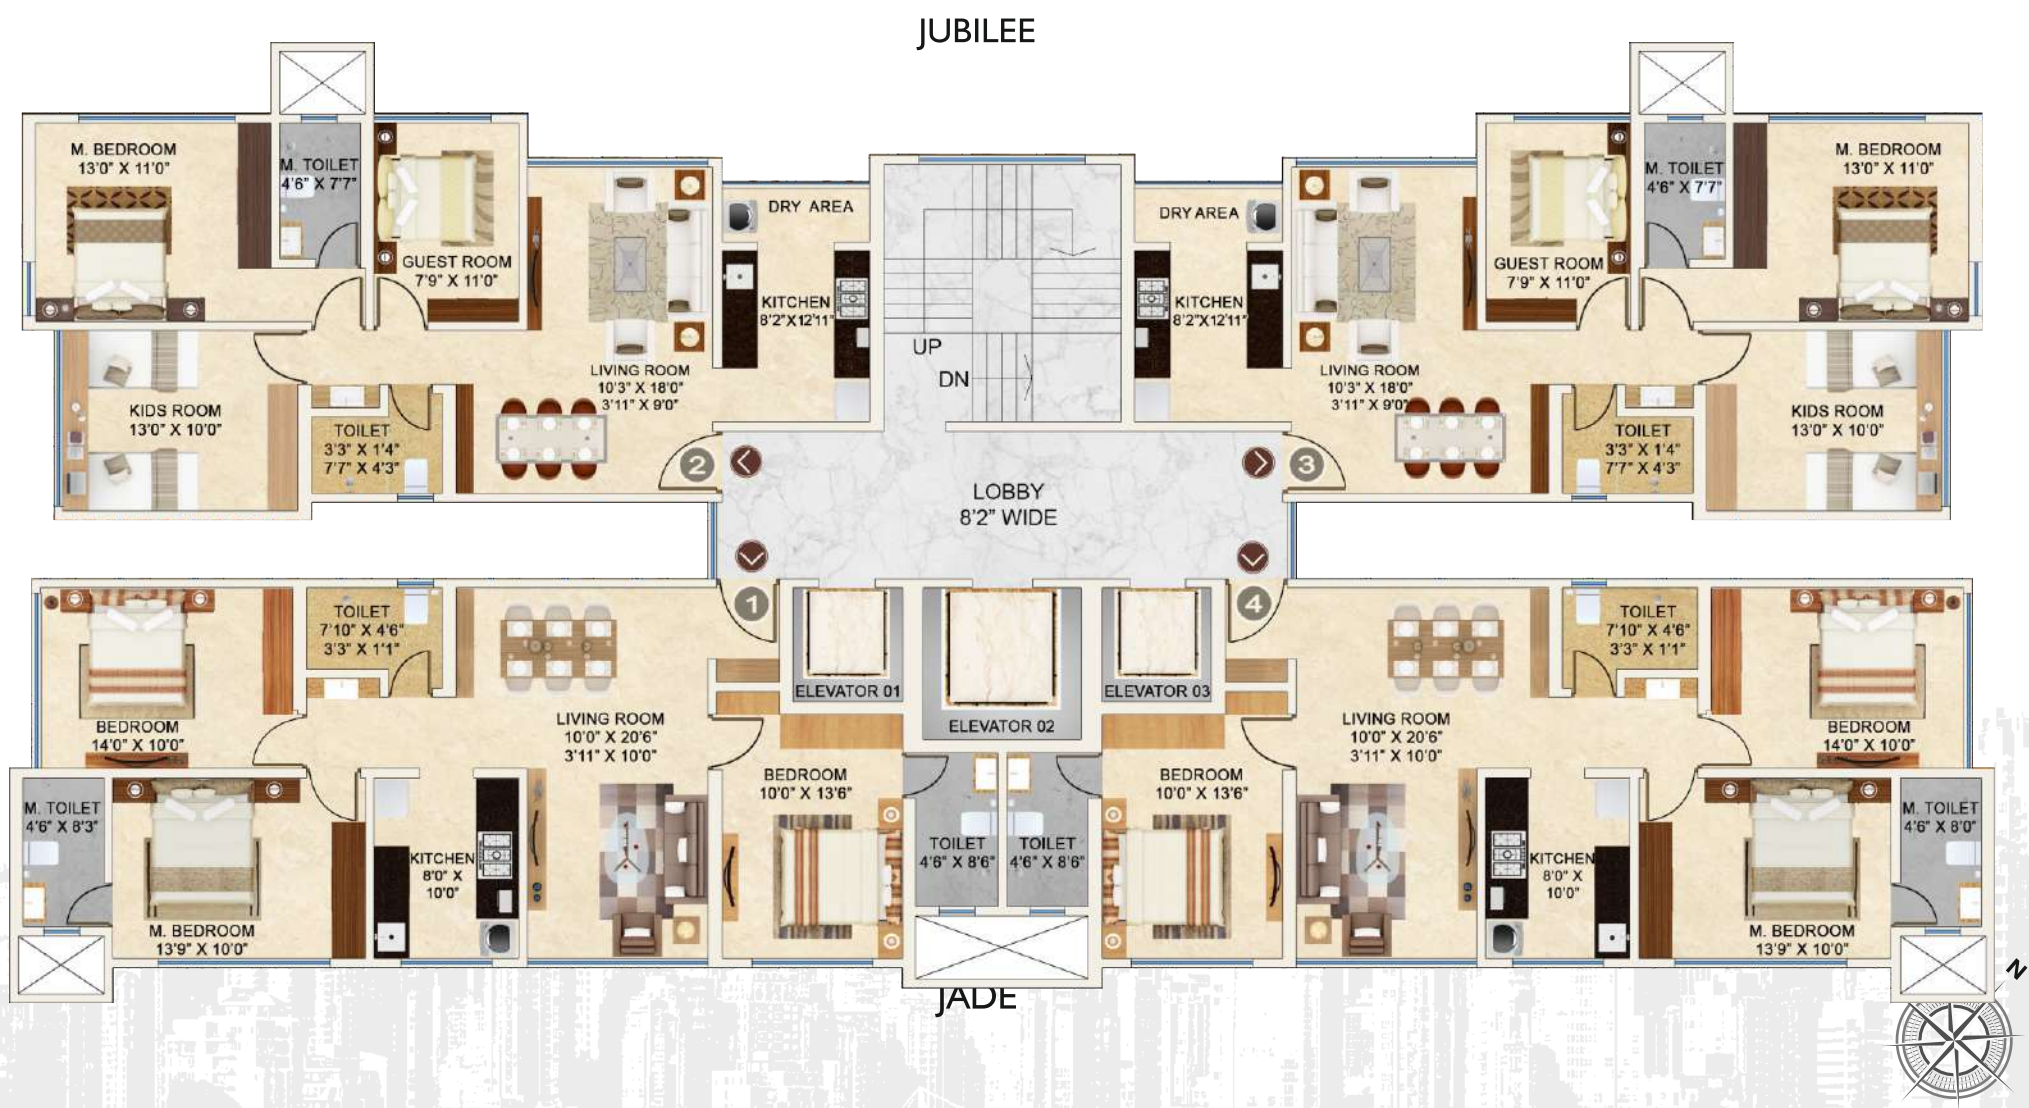 JUBILEE
M. BEDROOM
13'0" X 11'0"
M. TOILET
4'6" X 7'7"
GUEST ROOM
7'9" X 11'0"
DRY AREA
KITCHEN
8'2"X12'11"
LIVING ROOM
10'3" X 18'0"
3'11" X 9'0"
KIDS ROOM
13'0" X 10'0"
TOILET
3'3" X 1'4"
7'7" X 4'3"
2
UP
DN
LOBBY
8'2" WIDE
DRY AREA
KITCHEN
8'2"X12'11"
LIVING ROOM
10'3" X 18'0"
3'11" X 9'0"
GUEST ROOM
7'9" X 11'0"
M. TOILET
4'6" X 7'7"
M. BEDROOM
13'0" X 11'0"
3
TOILET
3'3" X 1'4"
7'7" X 4'3"
KIDS ROOM
13'0" X 10'0"
BEDROOM
14'0" X 10'0"
TOILET
7'10" X 4'6"
3'3" X 1'1"
LIVING ROOM
10'0" X 20'6"
3'11" X 10'0"
1
ELEVATOR 01
ELEVATOR 02
ELEVATOR 03
4
M. TOILET
4'6" X 8'3"
M. BEDROOM
13'9" X 10'0"
KITCHEN
8'0" X
10'0"
BEDROOM
10'0" X 13'6"
TOILET
4'6" X 8'6"
TOILET
4'6" X 8'6"
BEDROOM
10'0" X 13'6"
LIVING ROOM
10'0" X 20'6"
3'11" X 10'0"
TOILET
7'10" X 4'6"
3'3" X 1'1"
BEDROOM
14'0" X 10'0"
KITCHEN
8'0" X
10'0"
M. BEDROOM
13'9" X 10'0"
M. TOILET
4'6" X 8'0"
JADE
N